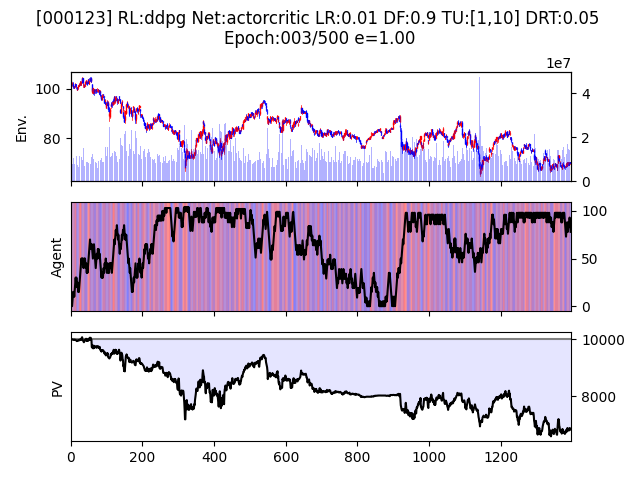 [000123] RL:ddpg Net:actorcritic LR:0.01 DF:0.9 TU:[1,10] DRT:0.05
Epoch:003/500 e=1.00
1e7
Env.
100
80
4
2
0
Agent
100
50
0
PV
10000
8000
0 200 400 600 800 1000 1200